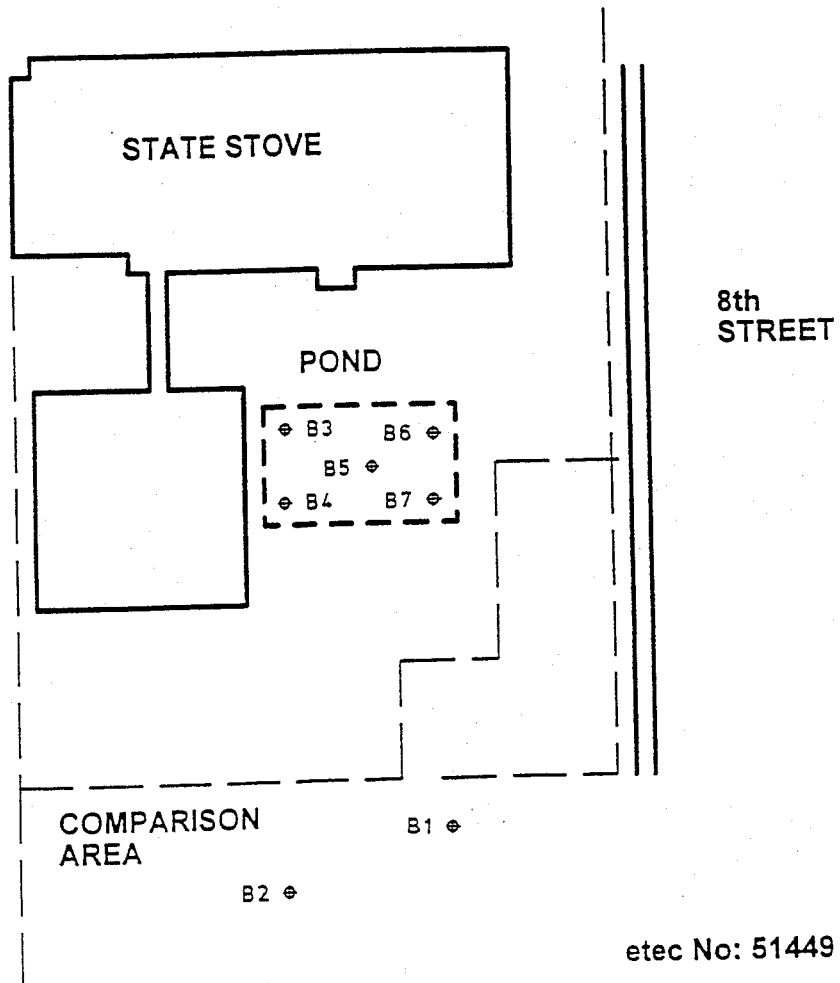 STATE STOVE
8th
STREET
POND
B3
B6
B5
B4
B7
COMPARISON
AREA
B1
B2
etec No: 51449